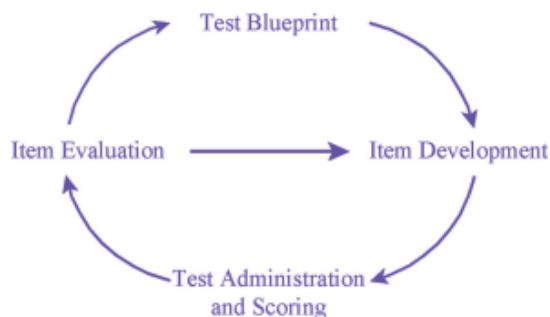 Test Blueprint
Item Evaluation
Item Development
Test Administration
and Scoring